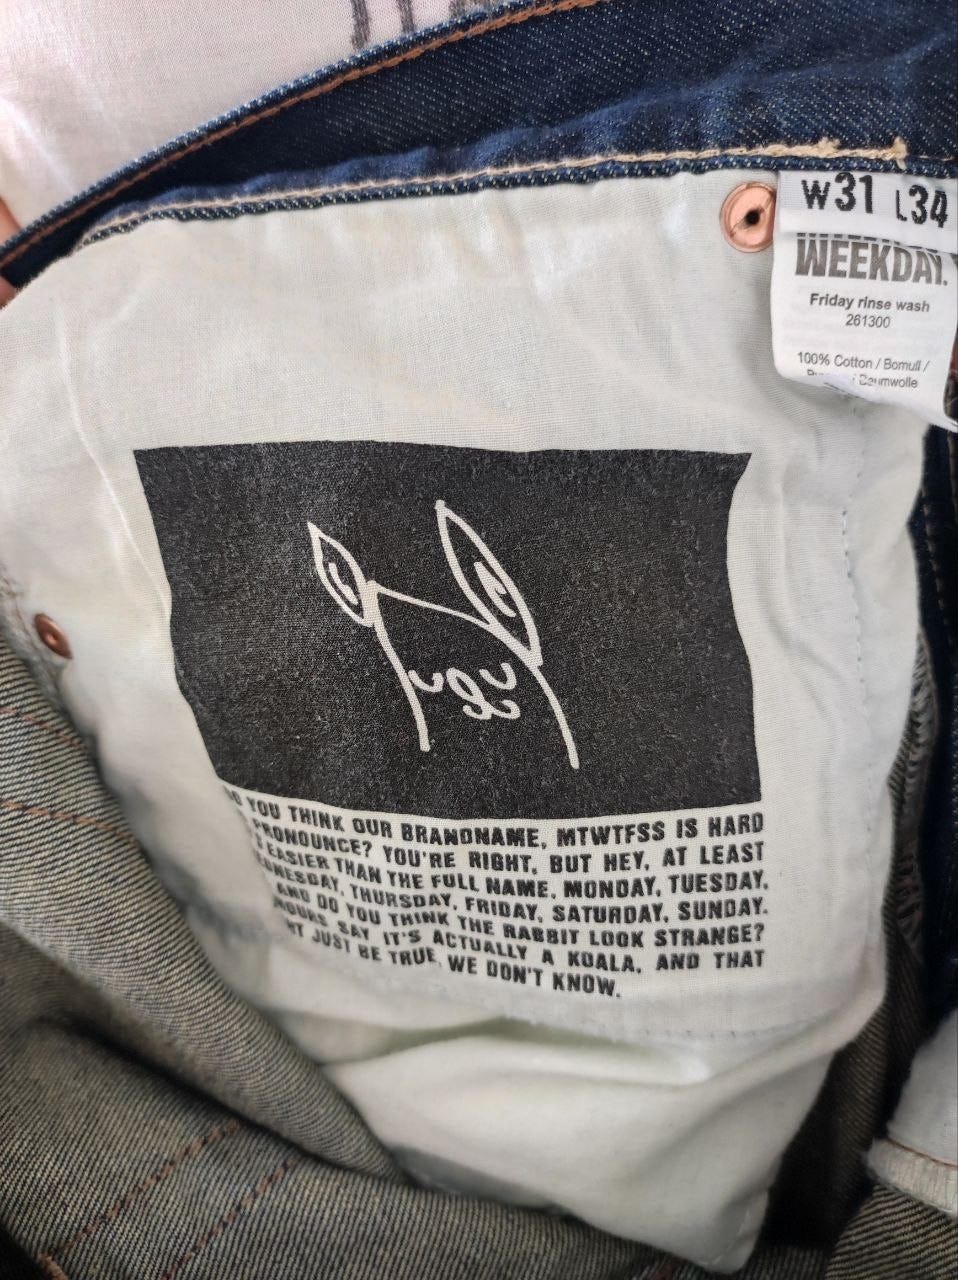 W31 L34
WEEKDAY.
Friday rinse wash
261300
100% Cotton / Bomull /
Baumwolle
YOU THINK OUR BRANDNAME, MTWTFSS IS HARD
PRONOUNCE? YOU'RE RIGHT, BUT HEY, AT LEAST
EASIER THAN THE FULL NAME, MONDAY, TUESDAY,
WEDNESDAY, THURSDAY, FRIDAY, SATURDAY, SUNDAY.
AND DO YOU THINK THE RABBIT LOOK STRANGE?
SAY IT'S ACTUALLY A KOALA, AND THAT
JUST BE TRUE, WE DON'T KNOW.